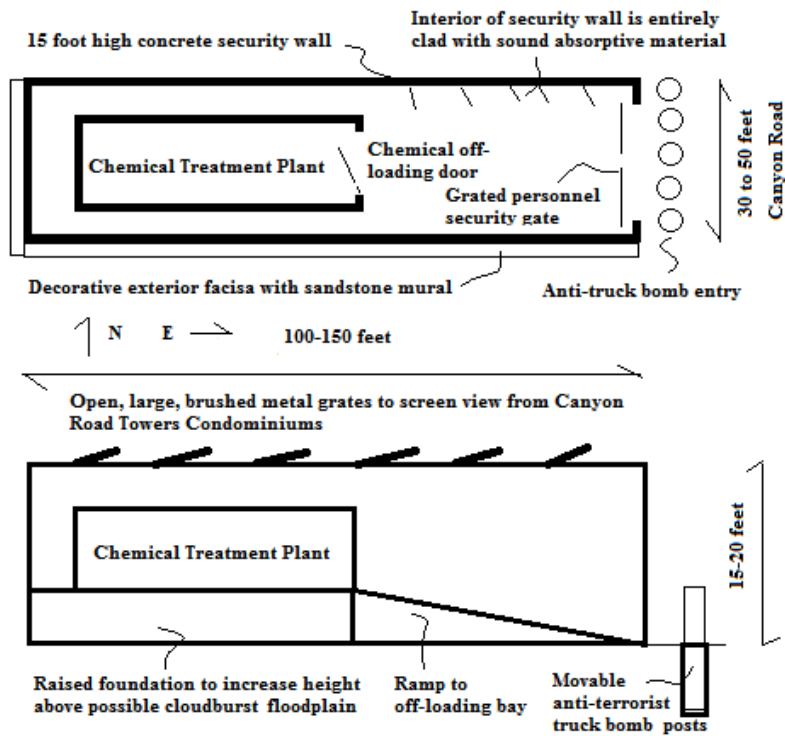 15 foot high concrete security wall
Interior of security wall is entirely
clad with sound absorptive material
Chemical Treatment Plant
Chemical off-
loading door
Grated personnel
security gate
30 to 50 feet
Canyon Road
Decorative exterior facisa with sandstone mural
Anti-truck bomb entry
N E
100-150 feet
Open, large, brushed metal grates to screen view from Canyon
Road Towers Condominiums
Chemical Treatment Plant
15-20 feet
Raised foundation to increase height
above possible cloudburst floodplain
Ramp to
off-loading bay
Movable
anti-terrorist
truck bomb posts